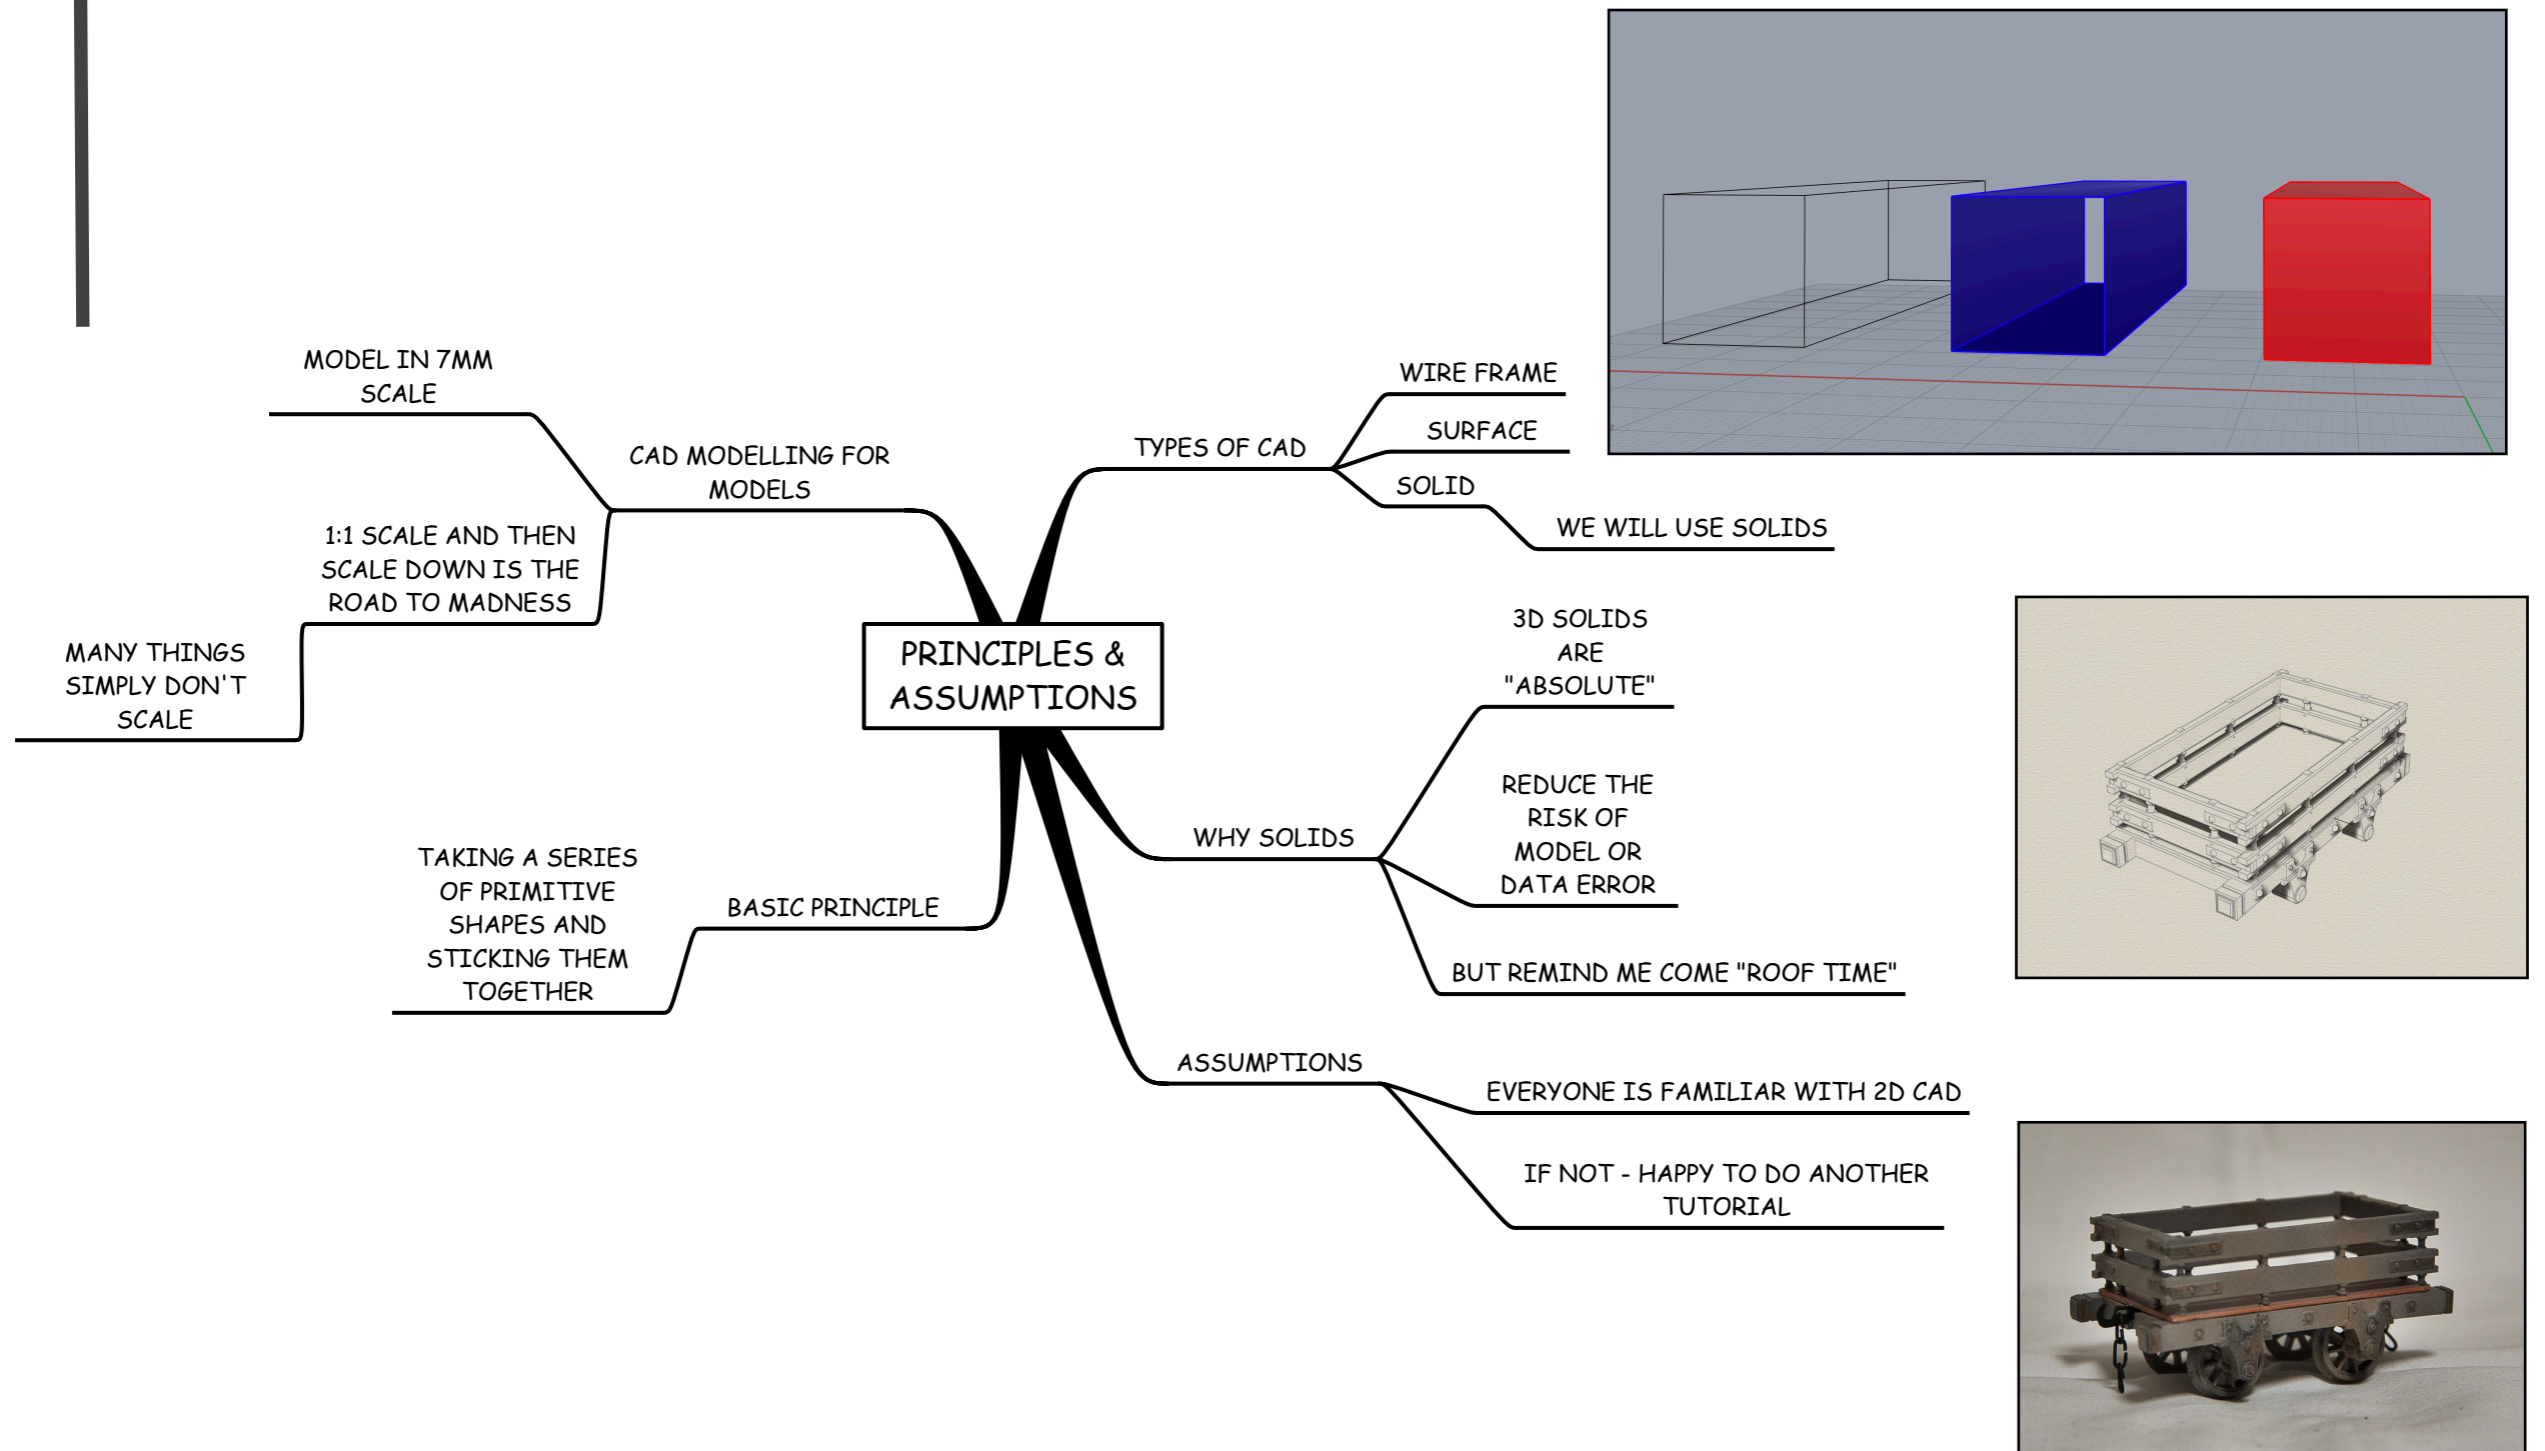 MODEL IN 7MM
SCALE
CAD MODELLING FOR
MODELS
1:1 SCALE AND THEN
SCALE DOWN IS THE
ROAD TO MADNESS
MANY THINGS
SIMPLY DON'T
SCALE
TYPES OF CAD
WIRE FRAME
SURFACE
SOLID
WE WILL USE SOLIDS
PRINCIPLES &
ASSUMPTIONS
3D SOLIDS
ARE
"ABSOLUTE"
WHY SOLIDS
REDUCE THE
RISK OF
MODEL OR
DATA ERROR
BUT REMIND ME COME "ROOF TIME"
BASIC PRINCIPLE
TAKING A SERIES
OF PRIMITIVE
SHAPES AND
STICKING THEM
TOGETHER
ASSUMPTIONS
EVERYONE IS FAMILIAR WITH 2D CAD
IF NOT - HAPPY TO DO ANOTHER
TUTORIAL